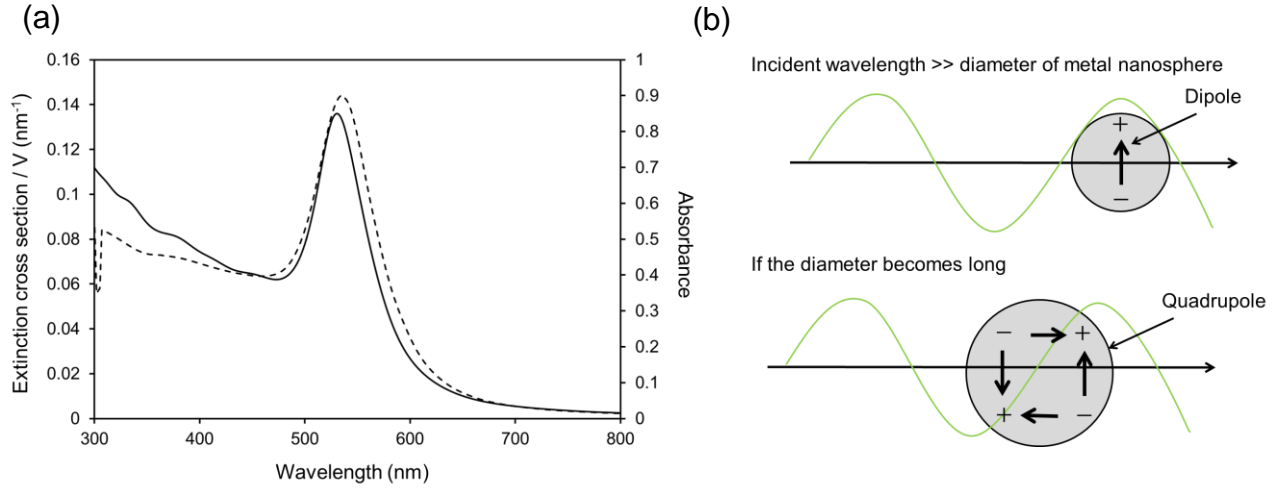 (a)
0.16
0.14
0.12
0.1
0.08
0.06
0.04
0.02
0
Extinction cross section / V (nm⁻¹)
1
0.9
0.8
0.7
0.6
0.5
0.4
0.3
0.2
0.1
0
Absorbance
300 400 500 600 700 800
Wavelength (nm)
(b)
Incident wavelength >> diameter of metal nanosphere
Dipole
+
−
If the diameter becomes long
Quadrupole
− +
+ −